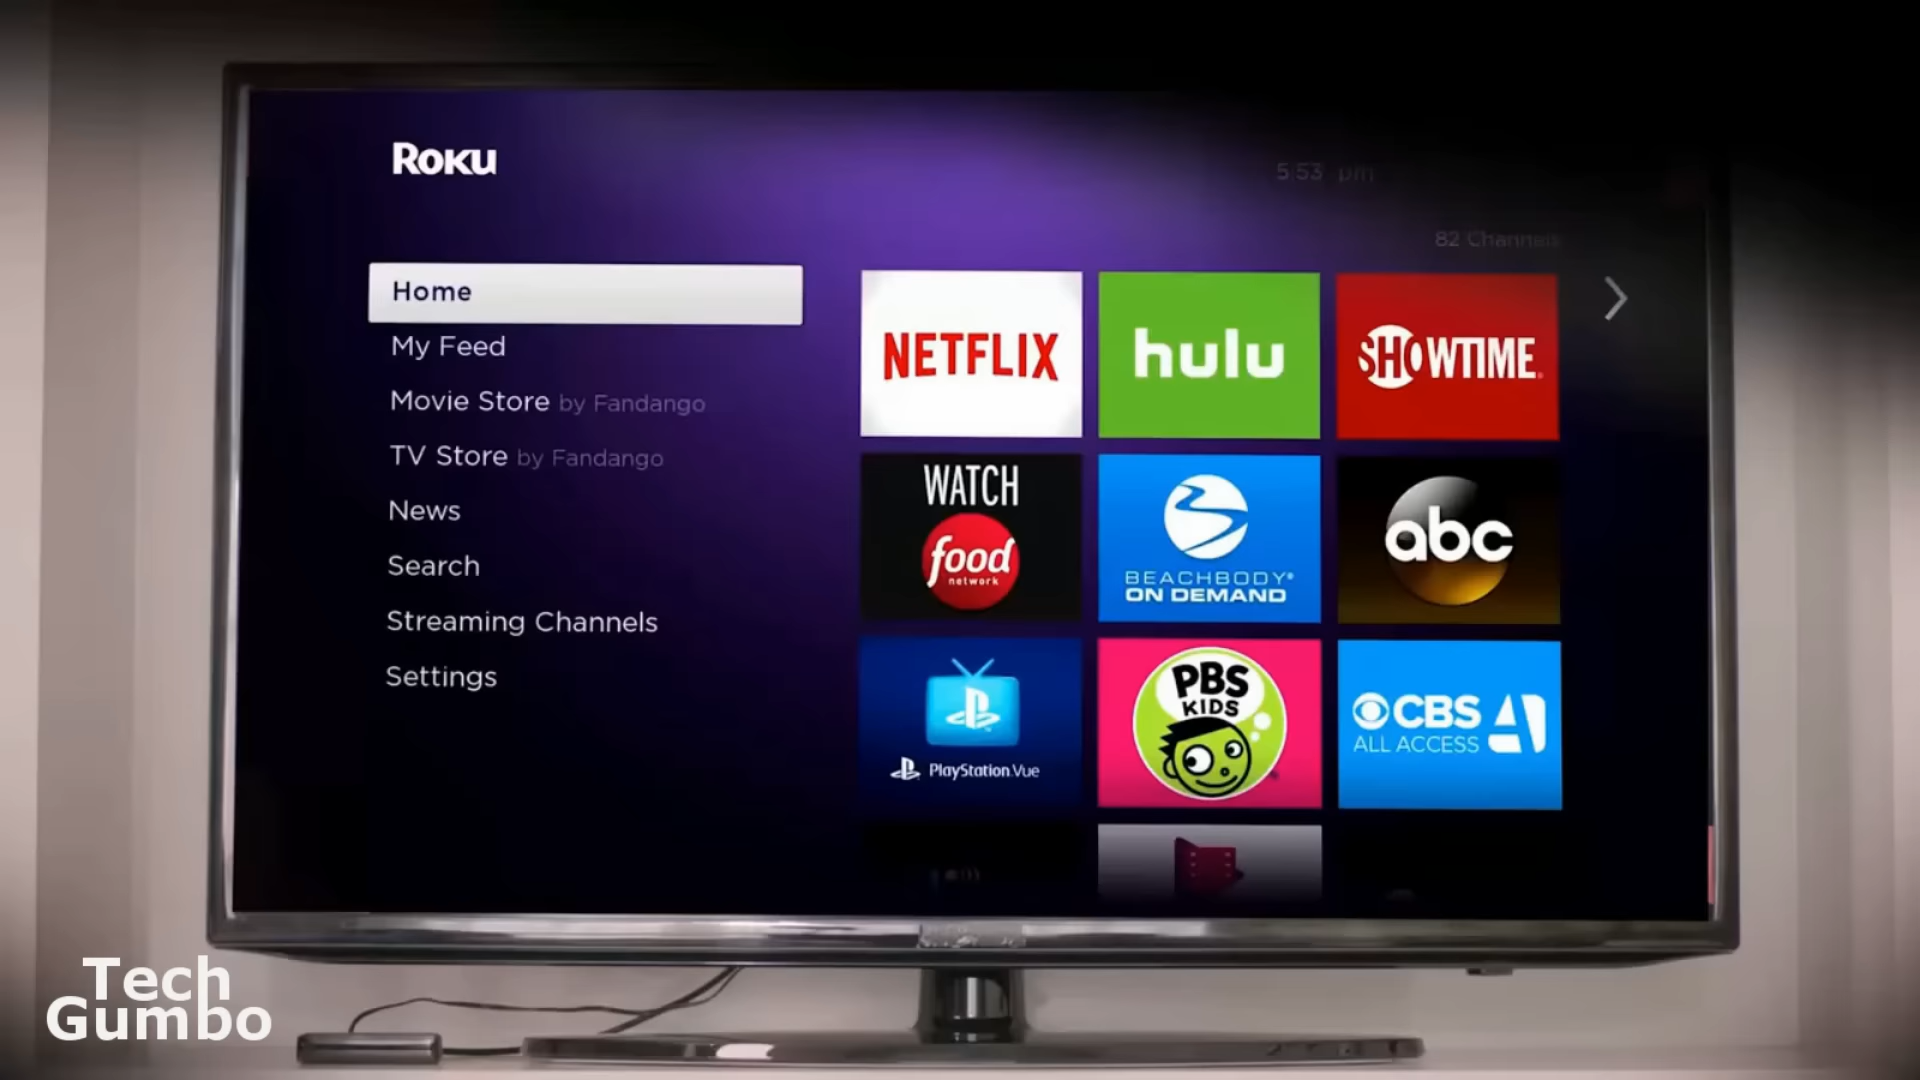 Roku
5:53 pm
82 Channels
Home
My Feed
Movie Store by Fandango
TV Store by Fandango
News
Search
Streaming Channels
Settings
NETFLIX
hulu
SHOWTIME
WATCH
food
network
BEACHBODY®
ON DEMAND
abc
PlayStation™Vue
PBS
KIDS
CBS
ALL ACCESS
Tech
Gumbo